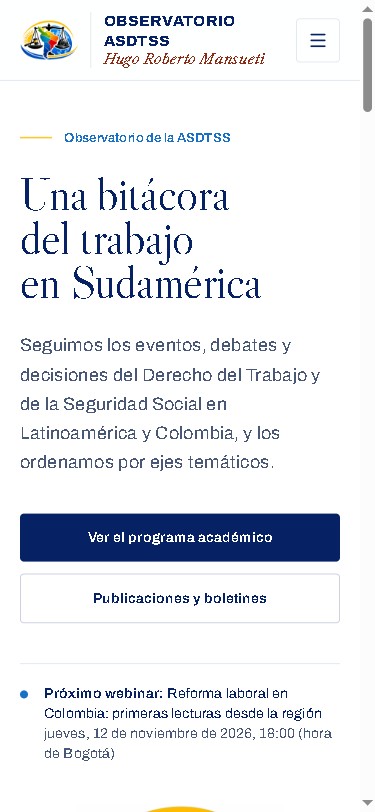 OBSERVATORIO
ASDTSS
Hugo Roberto Mansueti
Observatorio de la ASDTSS
Una bitácora
del trabajo
en Sudamérica
Seguimos los eventos, debates y
decisiones del Derecho del Trabajo y
de la Seguridad Social en
Latinoamérica y Colombia, y los
ordenamos por ejes temáticos.
Ver el programa académico
Publicaciones y boletines
Próximo webinar: Reforma laboral en
Colombia: primeras lecturas desde la región
jueves, 12 de noviembre de 2026, 18:00 (hora
de Bogotá)